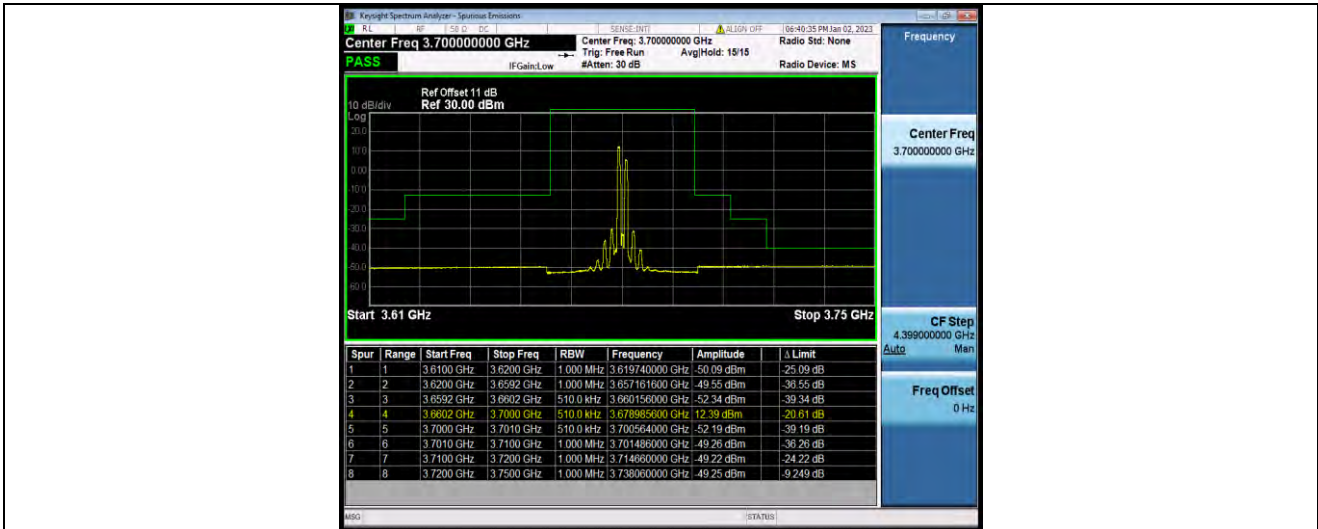 Keysight Spectrum Analyzer - Spurious Emissions
RL RF 50 Ω DC SENSE:INT ALIGN OFF 06:40:35 PM Jan 02, 2023
Center Freq 3.700000000 GHz
Center Freq: 3.700000000 GHz Radio Std: None
Trig: Free Run Avg|Hold: 15/15
PASS IFGain:Low #Atten: 30 dB Radio Device: MS
Frequency
Ref Offset 11 dB
10 dB/div Ref 30.00 dBm
Log
20.0
10.0
0.00
-10.0
-20.0
-30.0
-40.0
-50.0
-60.0
Start 3.61 GHz Stop 3.75 GHz
Center Freq
3.700000000 GHz
CF Step
4.399000000 GHz
Auto Man
Freq Offset
0 Hz
Spur Range Start Freq Stop Freq RBW Frequency Amplitude Δ Limit
1 1 3.6100 GHz 3.6200 GHz 1.000 MHz 3.619740000 GHz -50.09 dBm -25.09 dB
2 2 3.6200 GHz 3.6592 GHz 1.000 MHz 3.657161600 GHz -49.55 dBm -36.55 dB
3 3 3.6592 GHz 3.6602 GHz 510.0 kHz 3.660156000 GHz -52.34 dBm -39.34 dB
4 4 3.6602 GHz 3.7000 GHz 510.0 kHz 3.678985600 GHz 12.39 dBm -20.61 dB
5 5 3.7000 GHz 3.7010 GHz 510.0 kHz 3.700564000 GHz -52.19 dBm -39.19 dB
6 6 3.7010 GHz 3.7100 GHz 1.000 MHz 3.701486000 GHz -49.26 dBm -36.26 dB
7 7 3.7100 GHz 3.7200 GHz 1.000 MHz 3.714660000 GHz -49.22 dBm -24.22 dB
8 8 3.7200 GHz 3.7500 GHz 1.000 MHz 3.738060000 GHz -49.25 dBm -9.249 dB
MSG STATUS